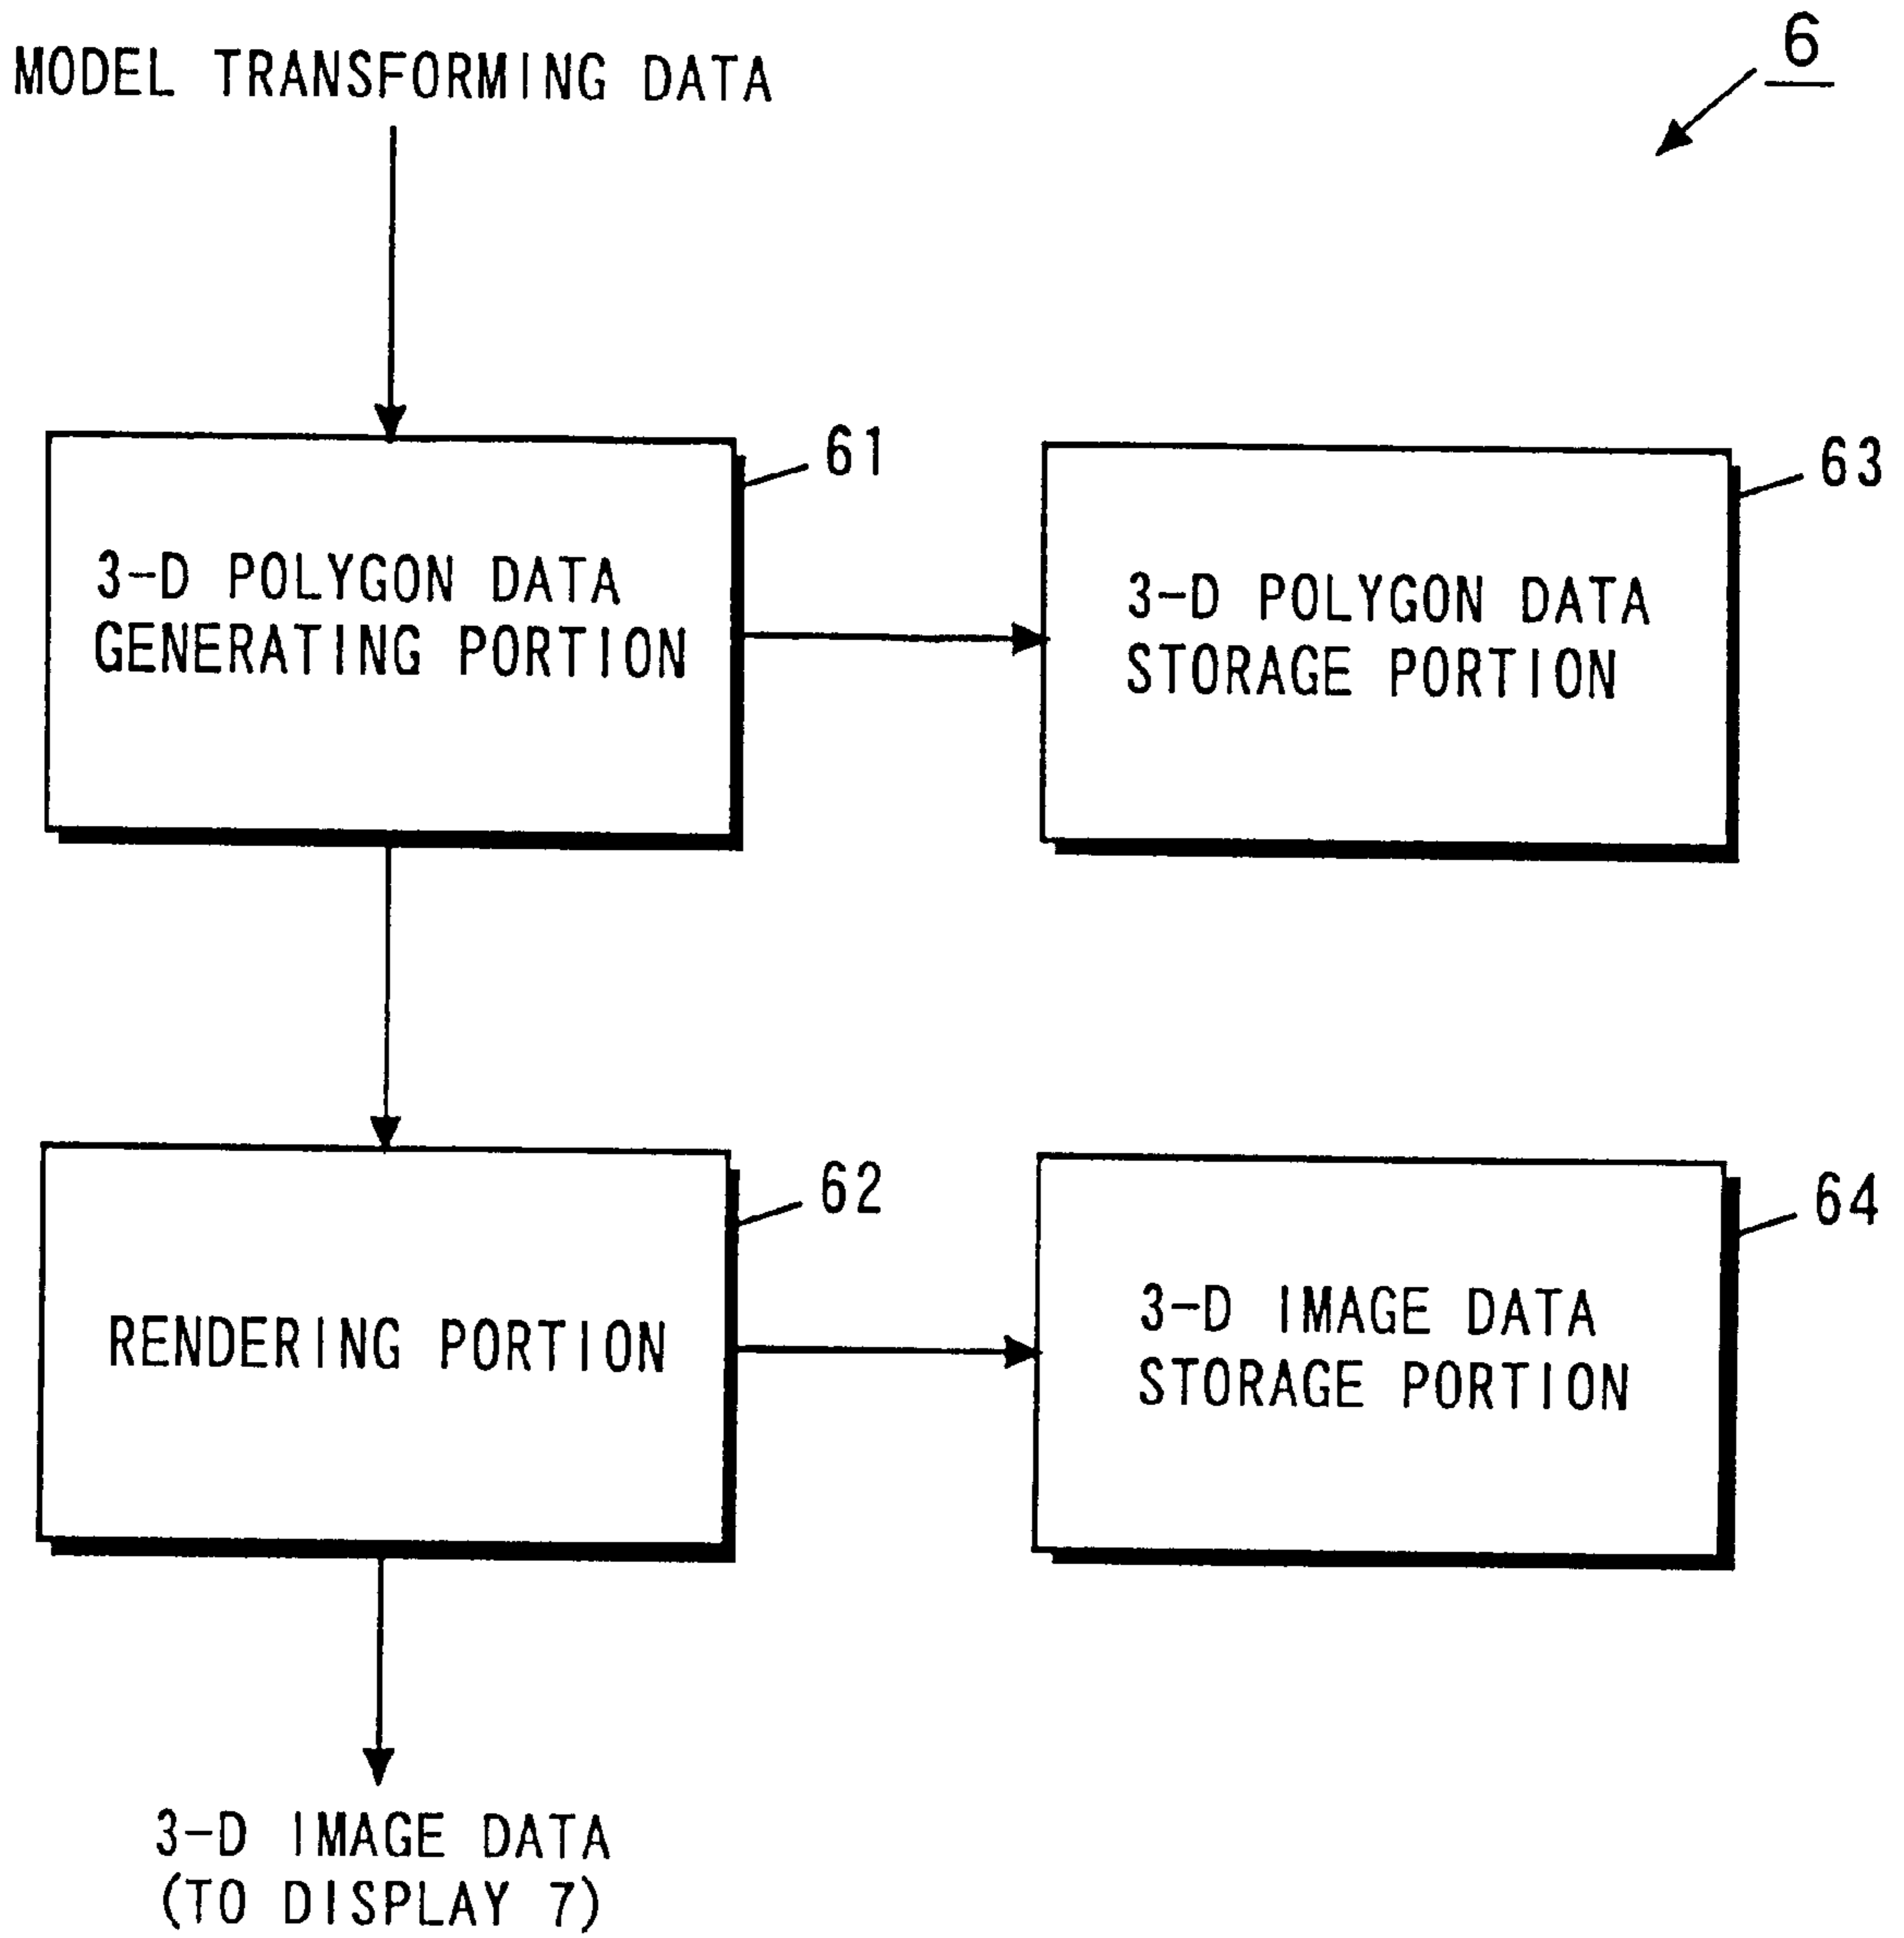 6
MODEL TRANSFORMING DATA
61
3-D POLYGON DATA
GENERATING PORTION
63
3-D POLYGON DATA
STORAGE PORTION
62
RENDERING PORTION
64
3-D IMAGE DATA
STORAGE PORTION
3-D IMAGE DATA
(TO DISPLAY 7)